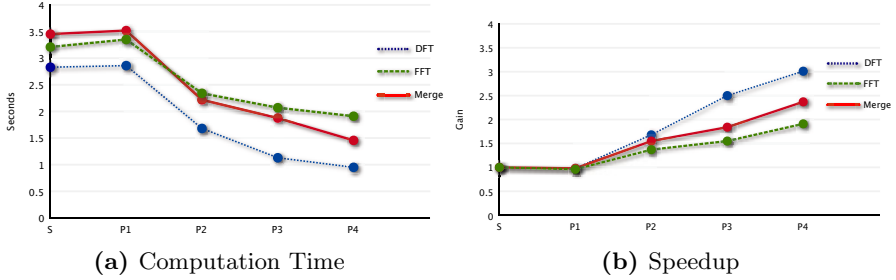 4
3.5
3
2.5
2
1.5
1
0.5
0
Seconds
S P1 P2 P3 P4
DFT
FFT
Merge
(a) Computation Time
4
3.5
3
2.5
2
1.5
1
0.5
0
Gain
S P1 P2 P3 P4
DFT
FFT
Merge
(b) Speedup